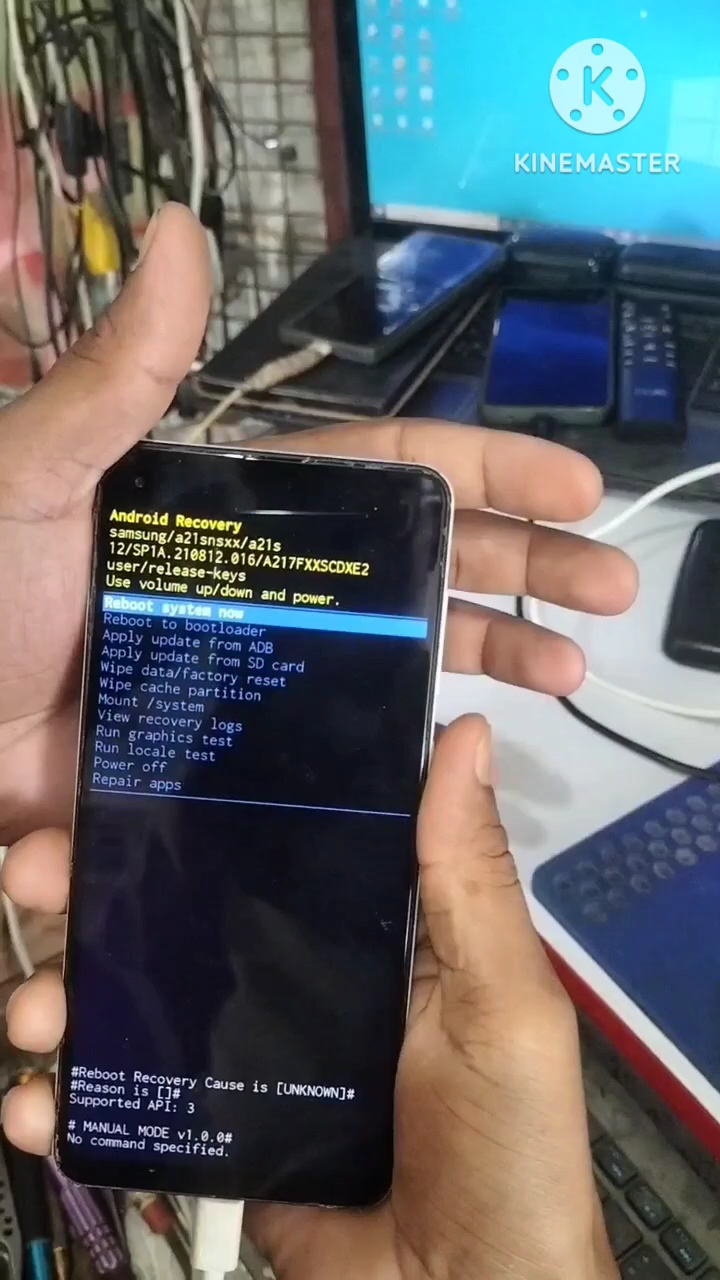 K
KINEMASTER
Android Recovery
samsung/a21snsxx/a21s
12/SP1A.210812.016/A217FXXSCDXE2
user/release-keys
Use volume up/down and power.
Reboot system now
Reboot to bootloader
Apply update from ADB
Apply update from SD card
Wipe data/factory reset
Wipe cache partition
Mount /system
View recovery logs
Run graphics test
Run locale test
Power off
Repair apps
#Reboot Recovery Cause is [UNKNOWN]#
#Reason is []#
Supported API: 3
# MANUAL MODE v1.0.0#
No command specified.